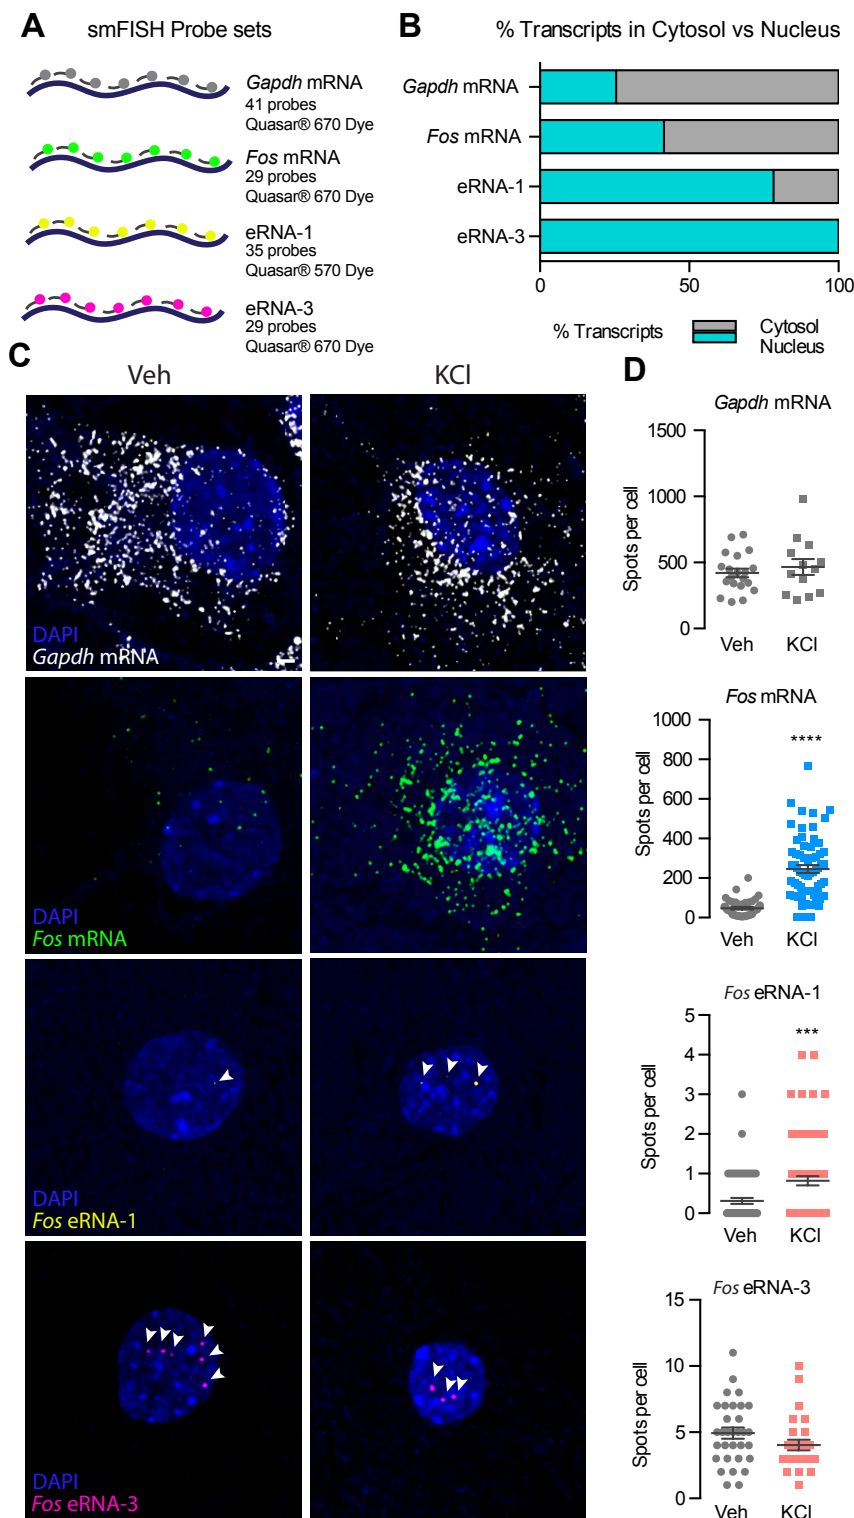 A
smFISH Probe sets
Gapdh mRNA
41 probes
Quasar® 670 Dye
Fos mRNA
29 probes
Quasar® 670 Dye
eRNA-1
35 probes
Quasar® 570 Dye
eRNA-3
29 probes
Quasar® 670 Dye
B
% Transcripts in Cytosol vs Nucleus
Gapdh mRNA
Fos mRNA
eRNA-1
eRNA-3
0
50
100
% Transcripts
Cytosol
Nucleus
C
Veh
KCl
DAPI
Gapdh mRNA
DAPI
Fos mRNA
DAPI
Fos eRNA-1
DAPI
Fos eRNA-3
D
Gapdh mRNA
Spots per cell
1500
1000
500
0
Veh
KCl
Fos mRNA
Spots per cell
1000
800
600
400
200
0
****
Veh
KCl
Fos eRNA-1
Spots per cell
5
4
3
2
1
0
***
Veh
KCl
Fos eRNA-3
Spots per cell
15
10
5
0
Veh
KCl